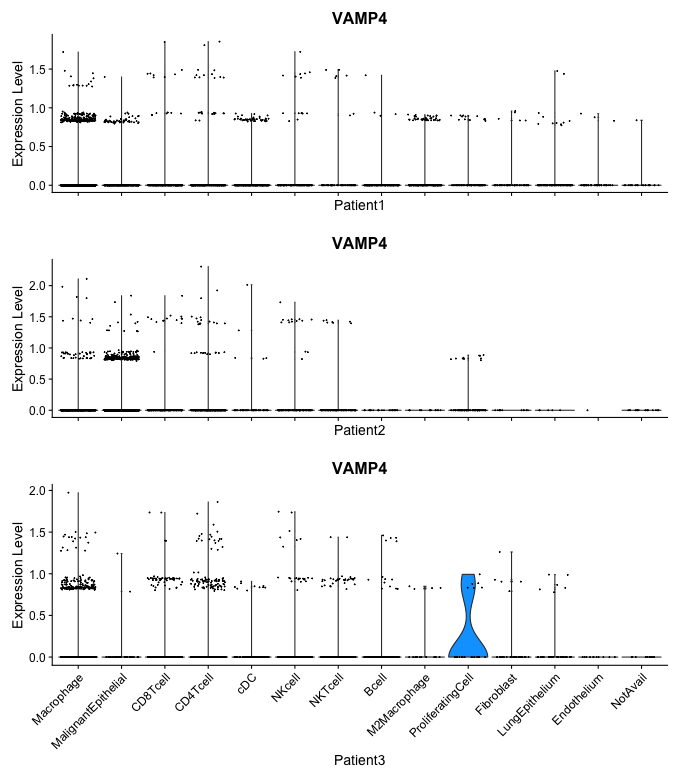 VAMP4
Expression Level
1.5
1.0
0.5
0.0
Patient1
VAMP4
Expression Level
2.0
1.5
1.0
0.5
0.0
Patient2
VAMP4
Expression Level
2.0
1.5
1.0
0.5
0.0
Macrophage
MalignantEpithelial
CD8Tcell
CD4Tcell
cDC
NKcell
NKTcell
Bcell
M2Macrophage
ProliferatingCell
Fibroblast
LungEpithelium
Endothelium
NotAvail
Patient3